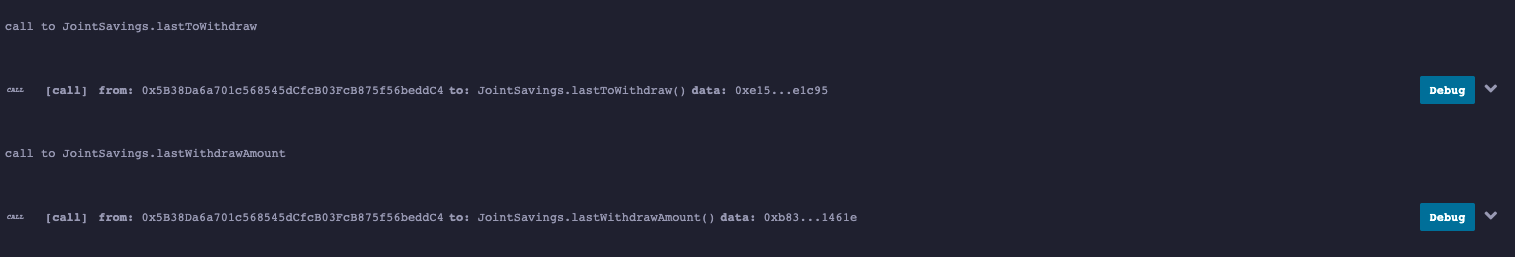 call to JointSavings.lastToWithdraw
CALL [call] from: 0x5B38Da6a701c568545dCfcB03FcB875f56beddC4 to: JointSavings.lastToWithdraw() data: 0xe15...e1c95 Debug
call to JointSavings.lastWithdrawAmount
CALL [call] from: 0x5B38Da6a701c568545dCfcB03FcB875f56beddC4 to: JointSavings.lastWithdrawAmount() data: 0xb83...1461e Debug